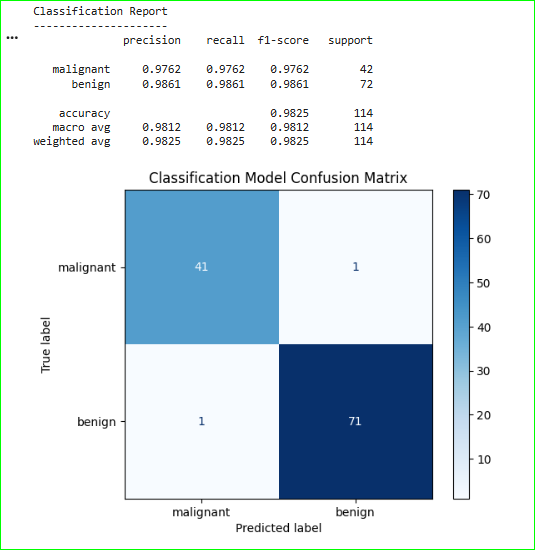 Classification Report
---------------------
precision recall f1-score support
malignant 0.9762 0.9762 0.9762 42
benign 0.9861 0.9861 0.9861 72
accuracy 0.9825 114
macro avg 0.9812 0.9812 0.9812 114
weighted avg 0.9825 0.9825 0.9825 114
Classification Model Confusion Matrix
malignant
benign
True label
41 1
1 71
malignant benign
Predicted label
70
60
50
40
30
20
10